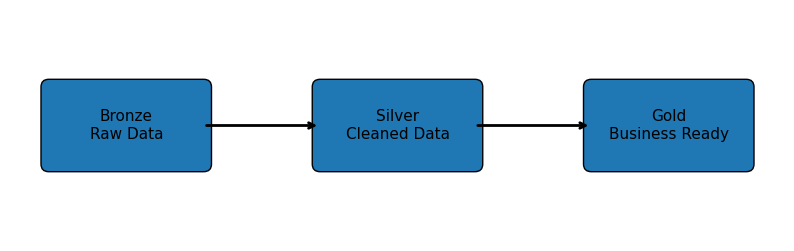 Bronze
Raw Data
Silver
Cleaned Data
Gold
Business Ready